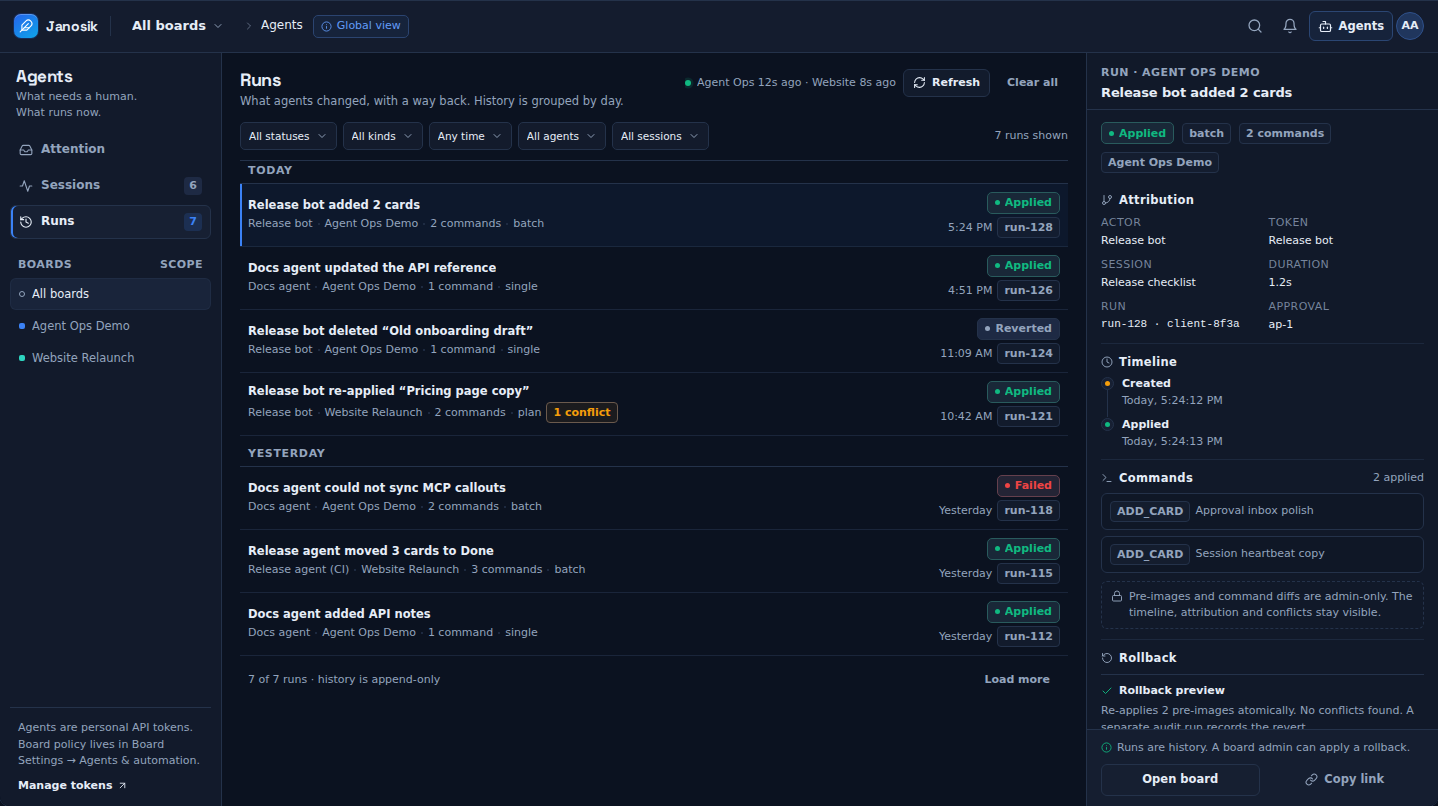 Janosik
All boards
Agents
Global view
Agents
AA
Agents
What needs a human.
What runs now.
Attention
Sessions 6
Runs 7
BOARDS SCOPE
All boards
Agent Ops Demo
Website Relaunch
Agents are personal API tokens.
Board policy lives in Board
Settings → Agents & automation.
Manage tokens
Runs
What agents changed, with a way back. History is grouped by day.
Agent Ops 12s ago · Website 8s ago
Refresh
Clear all
All statuses
All kinds
Any time
All agents
All sessions
7 runs shown
TODAY
Release bot added 2 cards
Applied
Release bot · Agent Ops Demo · 2 commands · batch
5:24 PM run-128
Docs agent updated the API reference
Applied
Docs agent · Agent Ops Demo · 1 command · single
4:51 PM run-126
Release bot deleted “Old onboarding draft”
Reverted
Release bot · Agent Ops Demo · 1 command · single
11:09 AM run-124
Release bot re-applied “Pricing page copy”
Applied
Release bot · Website Relaunch · 2 commands · plan 1 conflict
10:42 AM run-121
YESTERDAY
Docs agent could not sync MCP callouts
Failed
Docs agent · Agent Ops Demo · 2 commands · batch
Yesterday run-118
Release agent moved 3 cards to Done
Applied
Release agent (CI) · Website Relaunch · 3 commands · batch
Yesterday run-115
Docs agent added API notes
Applied
Docs agent · Agent Ops Demo · 1 command · single
Yesterday run-112
7 of 7 runs · history is append-only
Load more
RUN · AGENT OPS DEMO
Release bot added 2 cards
Applied batch 2 commands
Agent Ops Demo
Attribution
ACTOR TOKEN
Release bot Release bot
SESSION DURATION
Release checklist 1.2s
RUN APPROVAL
run-128 · client-8f3a ap-1
Timeline
Created
Today, 5:24:12 PM
Applied
Today, 5:24:13 PM
Commands 2 applied
ADD_CARD Approval inbox polish
ADD_CARD Session heartbeat copy
Pre-images and command diffs are admin-only. The
timeline, attribution and conflicts stay visible.
Rollback
Rollback preview
Re-applies 2 pre-images atomically. No conflicts found. A
separate audit run records the revert.
Runs are history. A board admin can apply a rollback.
Open board
Copy link